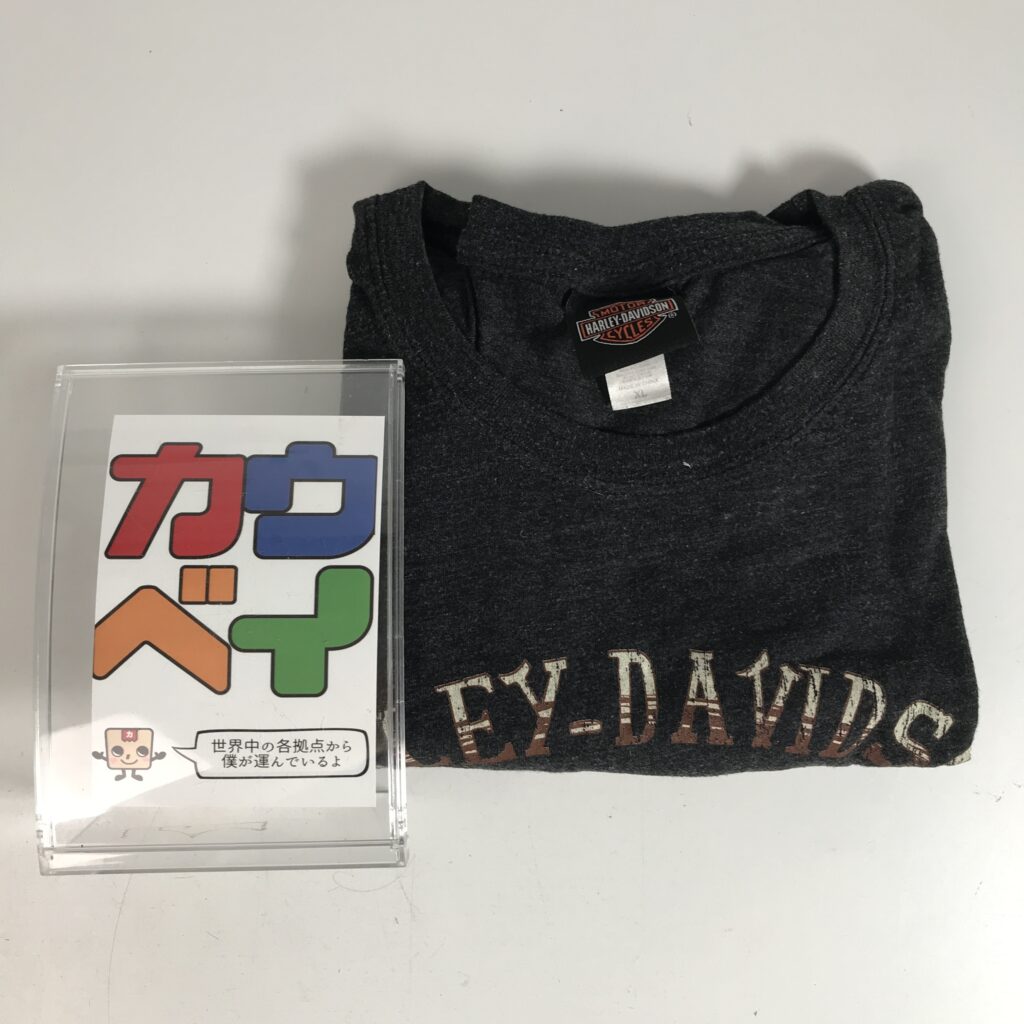 カウ
ベイ
カ
世界中の各拠点から
僕が運んでいるよ
MOTOR
HARLEY-DAVIDSON
CYCLES
XL
LEY-DAVIDS